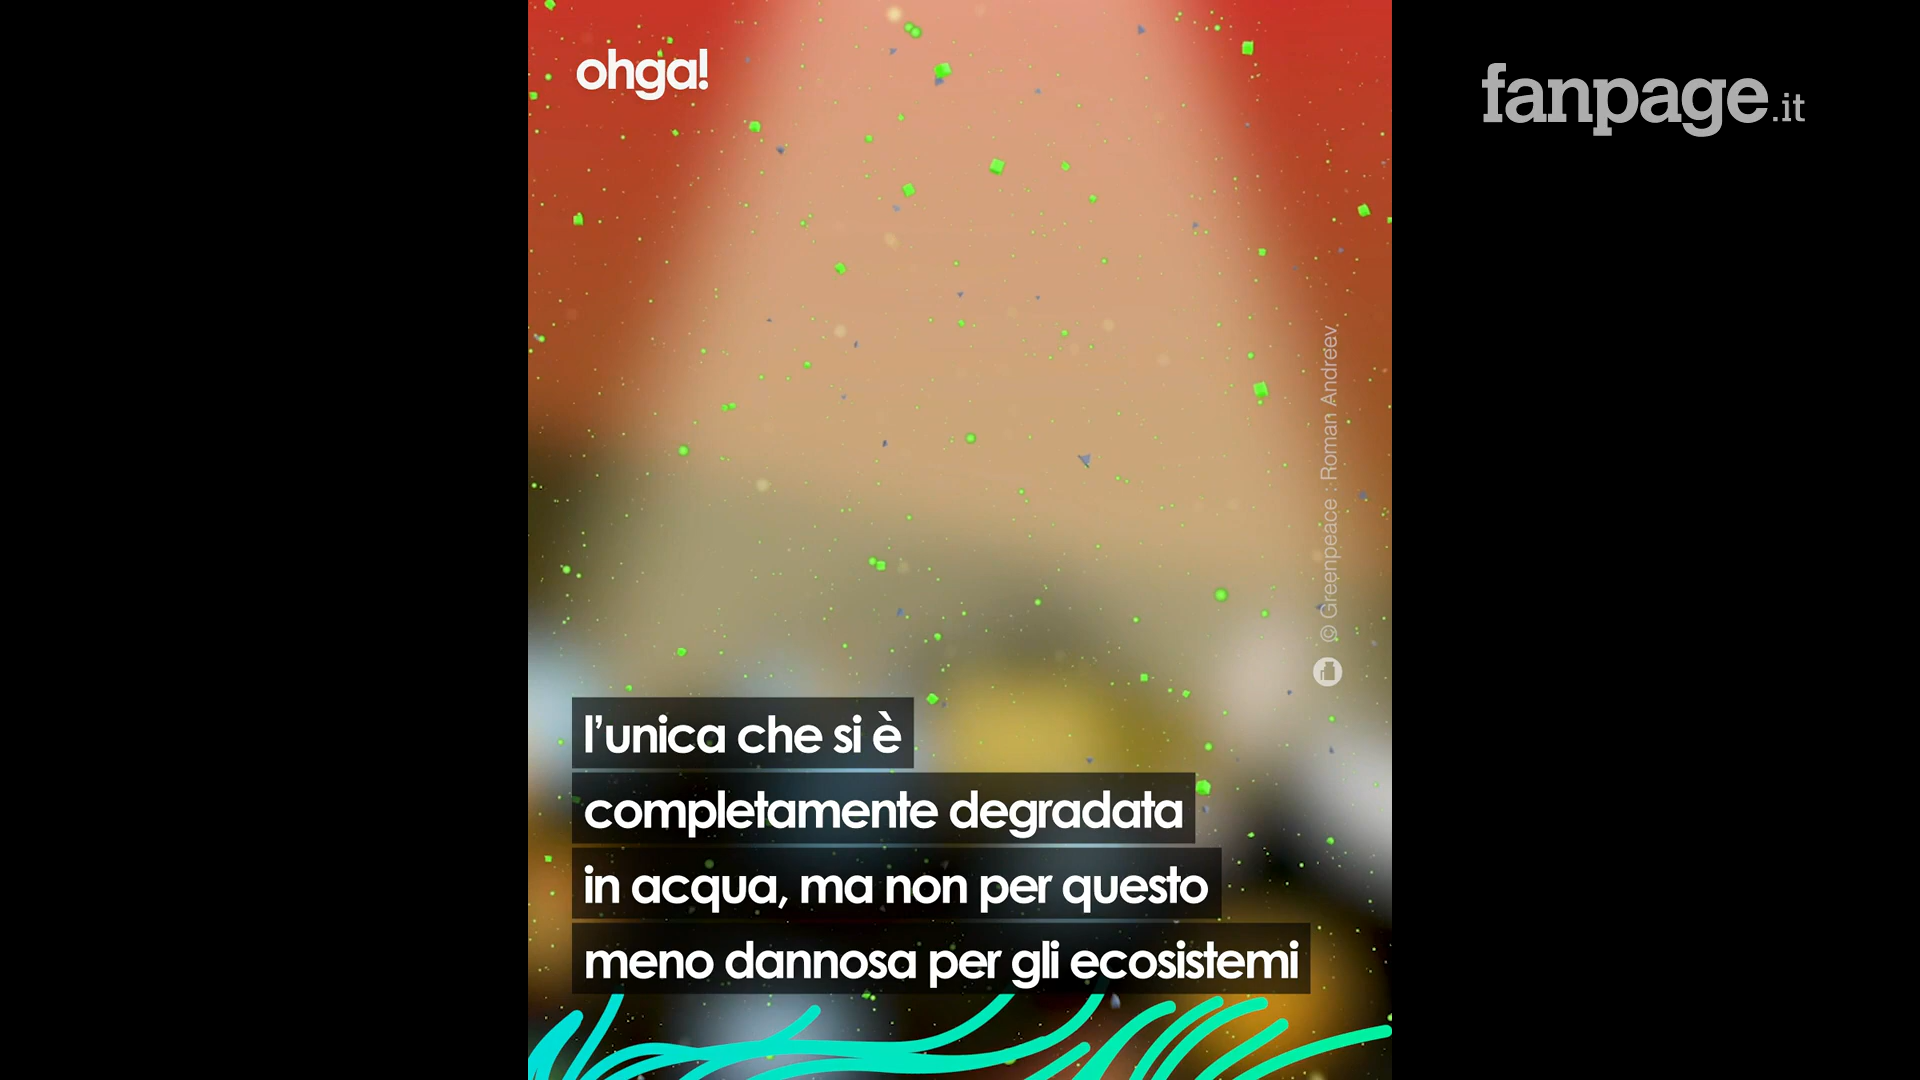 ohga!
fanpage.it
© Greenpeace : Roman Andreev
l'unica che si è
completamente degradata
in acqua, ma non per questo
meno dannosa per gli ecosistemi